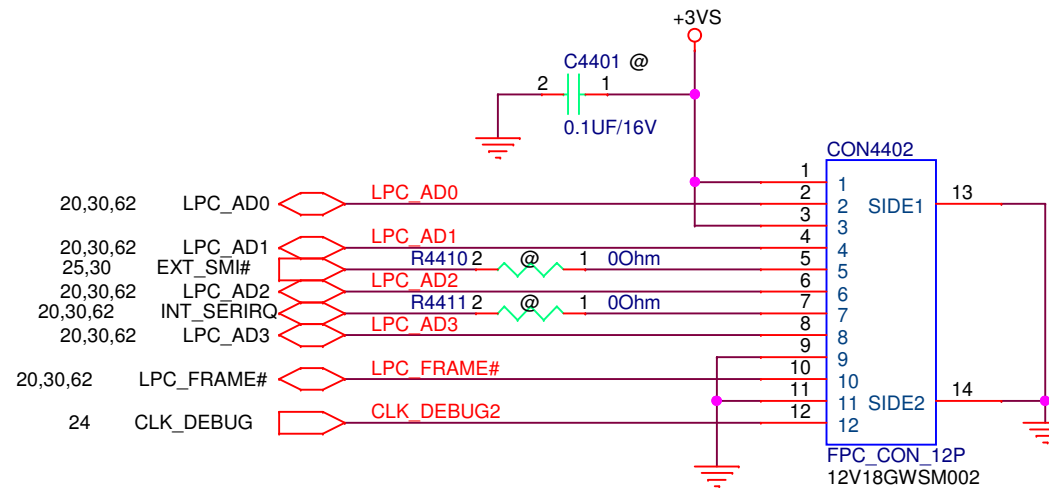 +3VS
C4401 @
2 1
0.1UF/16V
CON4402
1 1
20,30,62 LPC_AD0 LPC_AD0 2 2 SIDE1 13
3 3
20,30,62 LPC_AD1 LPC_AD1 4 4
25,30 EXT_SMI# R4410 2 @ 1 0Ohm 5 5
20,30,62 LPC_AD2 LPC_AD2 6 6
20,30,62 INT_SERIRQ R4411 2 @ 1 0Ohm 7 7
20,30,62 LPC_AD3 LPC_AD3 8 8
9 9
20,30,62 LPC_FRAME# LPC_FRAME# 10 10
11 11 SIDE2 14
24 CLK_DEBUG CLK_DEBUG2 12 12
FPC_CON_12P
12V18GWSM002